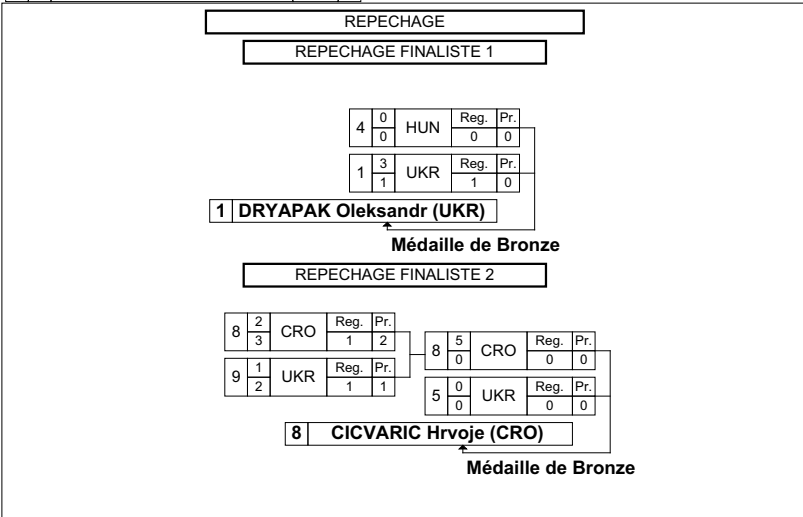 REPECHAGE
REPECHAGE FINALISTE 1
4 0 0 HUN Reg. Pr. 0 0
1 3 1 UKR Reg. Pr. 1 0
1 DRYAPAK Oleksandr (UKR)
Médaille de Bronze
REPECHAGE FINALISTE 2
8 2 3 CRO Reg. Pr. 1 2
9 1 2 UKR Reg. Pr. 1 1
8 5 0 CRO Reg. Pr. 0 0
5 0 0 UKR Reg. Pr. 0 0
8 CICVARIC Hrvoje (CRO)
Médaille de Bronze